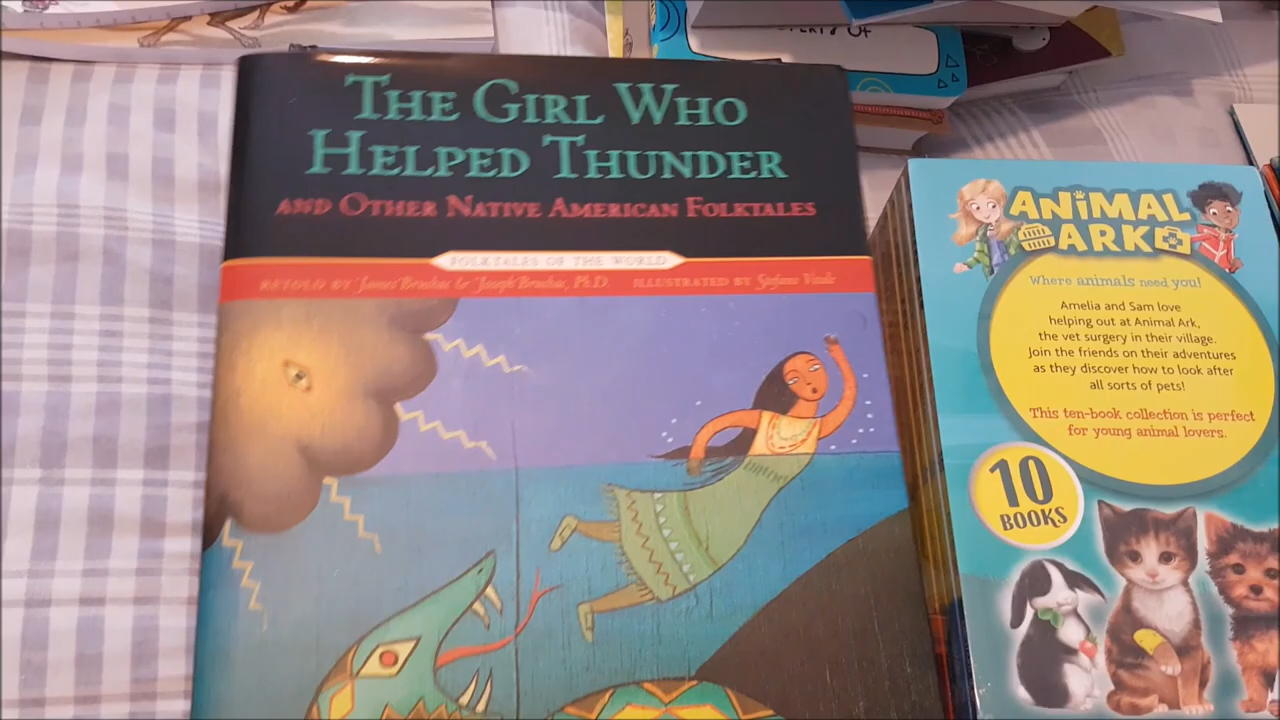 THE GIRL WHO
HELPED THUNDER
AND OTHER NATIVE AMERICAN FOLKTALES
FOLKTALES OF THE WORLD
RETOLD BY James Bruchac & Joseph Bruchac, Ph.D. ILLUSTRATED BY Stefano Vitale
OF
ANiMAL
ARK
Where animals need you!
Amelia and Sam love
helping out at Animal Ark,
the vet surgery in their village.
Join the friends on their adventures
as they discover how to look after
all sorts of pets!
This ten-book collection is perfect
for young animal lovers.
10
BOOKS